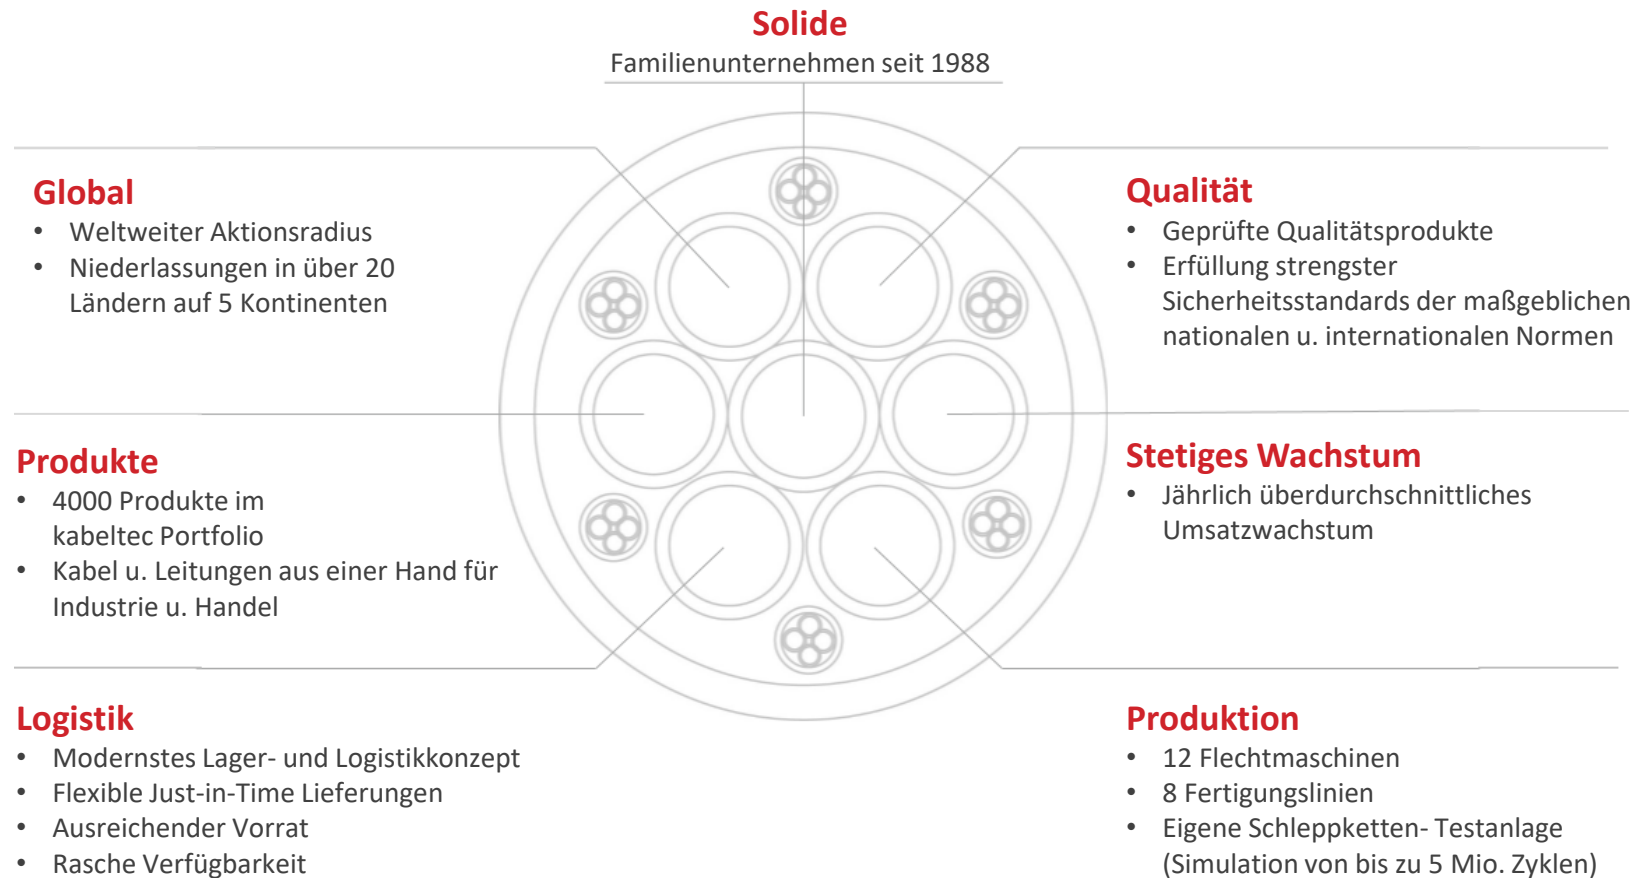 Solide
Familienunternehmen seit 1988
Global
• Weltweiter Aktionsradius
• Niederlassungen in über 20
Ländern auf 5 Kontinenten
Qualität
• Geprüfte Qualitätsprodukte
• Erfüllung strengster
Sicherheitsstandards der maßgeblichen
nationalen u. internationalen Normen
Produkte
• 4000 Produkte im
kabeltec Portfolio
• Kabel u. Leitungen aus einer Hand für
Industrie u. Handel
Stetiges Wachstum
• Jährlich überdurchschnittliches
Umsatzwachstum
Logistik
• Modernstes Lager- und Logistikkonzept
• Flexible Just-in-Time Lieferungen
• Ausreichender Vorrat
• Rasche Verfügbarkeit
Produktion
• 12 Flechtmaschinen
• 8 Fertigungslinien
• Eigene Schleppketten- Testanlage
(Simulation von bis zu 5 Mio. Zyklen)